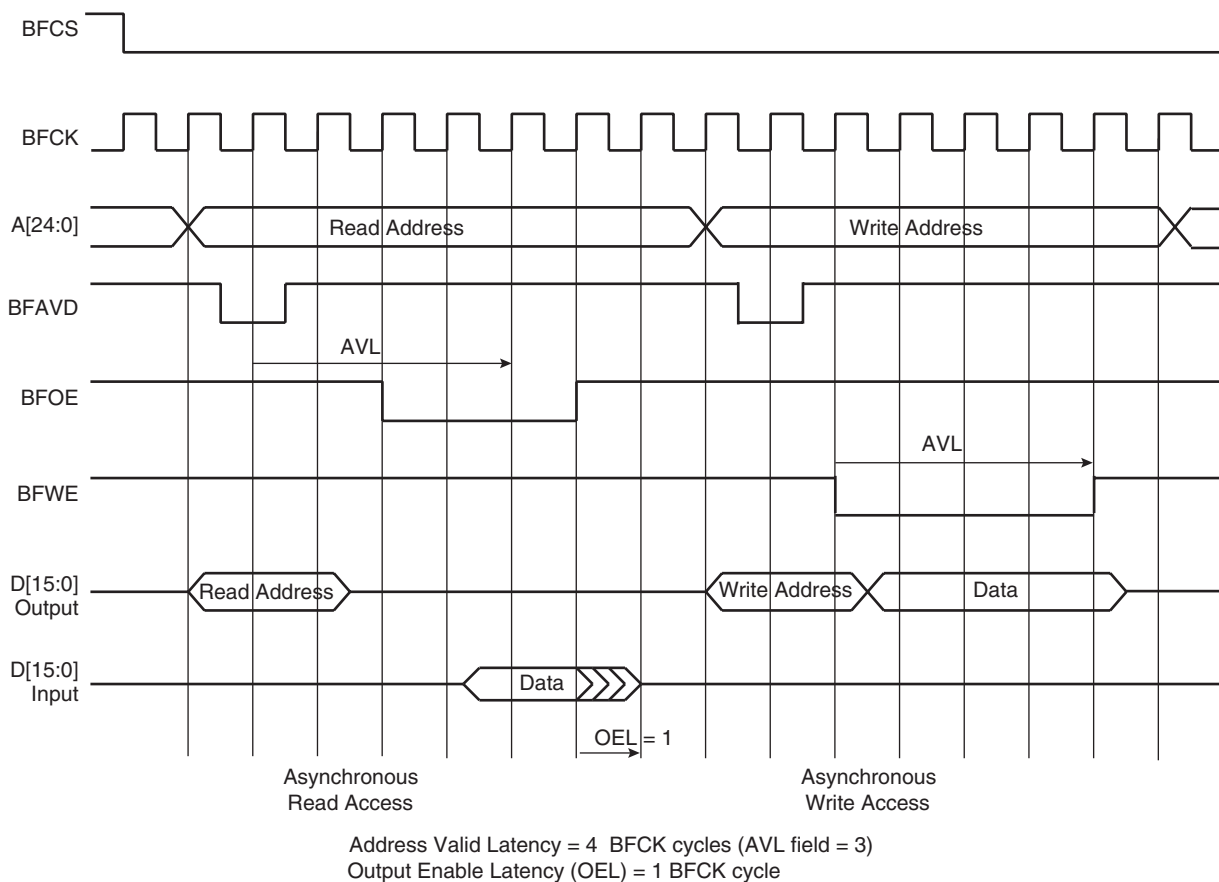 BFCS
BFCK
A[24:0]
Read Address
Write Address
BFAVD
AVL
BFOE
AVL
BFWE
D[15:0]
Output
Read Address
Write Address
Data
D[15:0]
Input
Data
OEL = 1
Asynchronous
Read Access
Asynchronous
Write Access
Address Valid Latency = 4 BFCK cycles (AVL field = 3)
Output Enable Latency (OEL) = 1 BFCK cycle